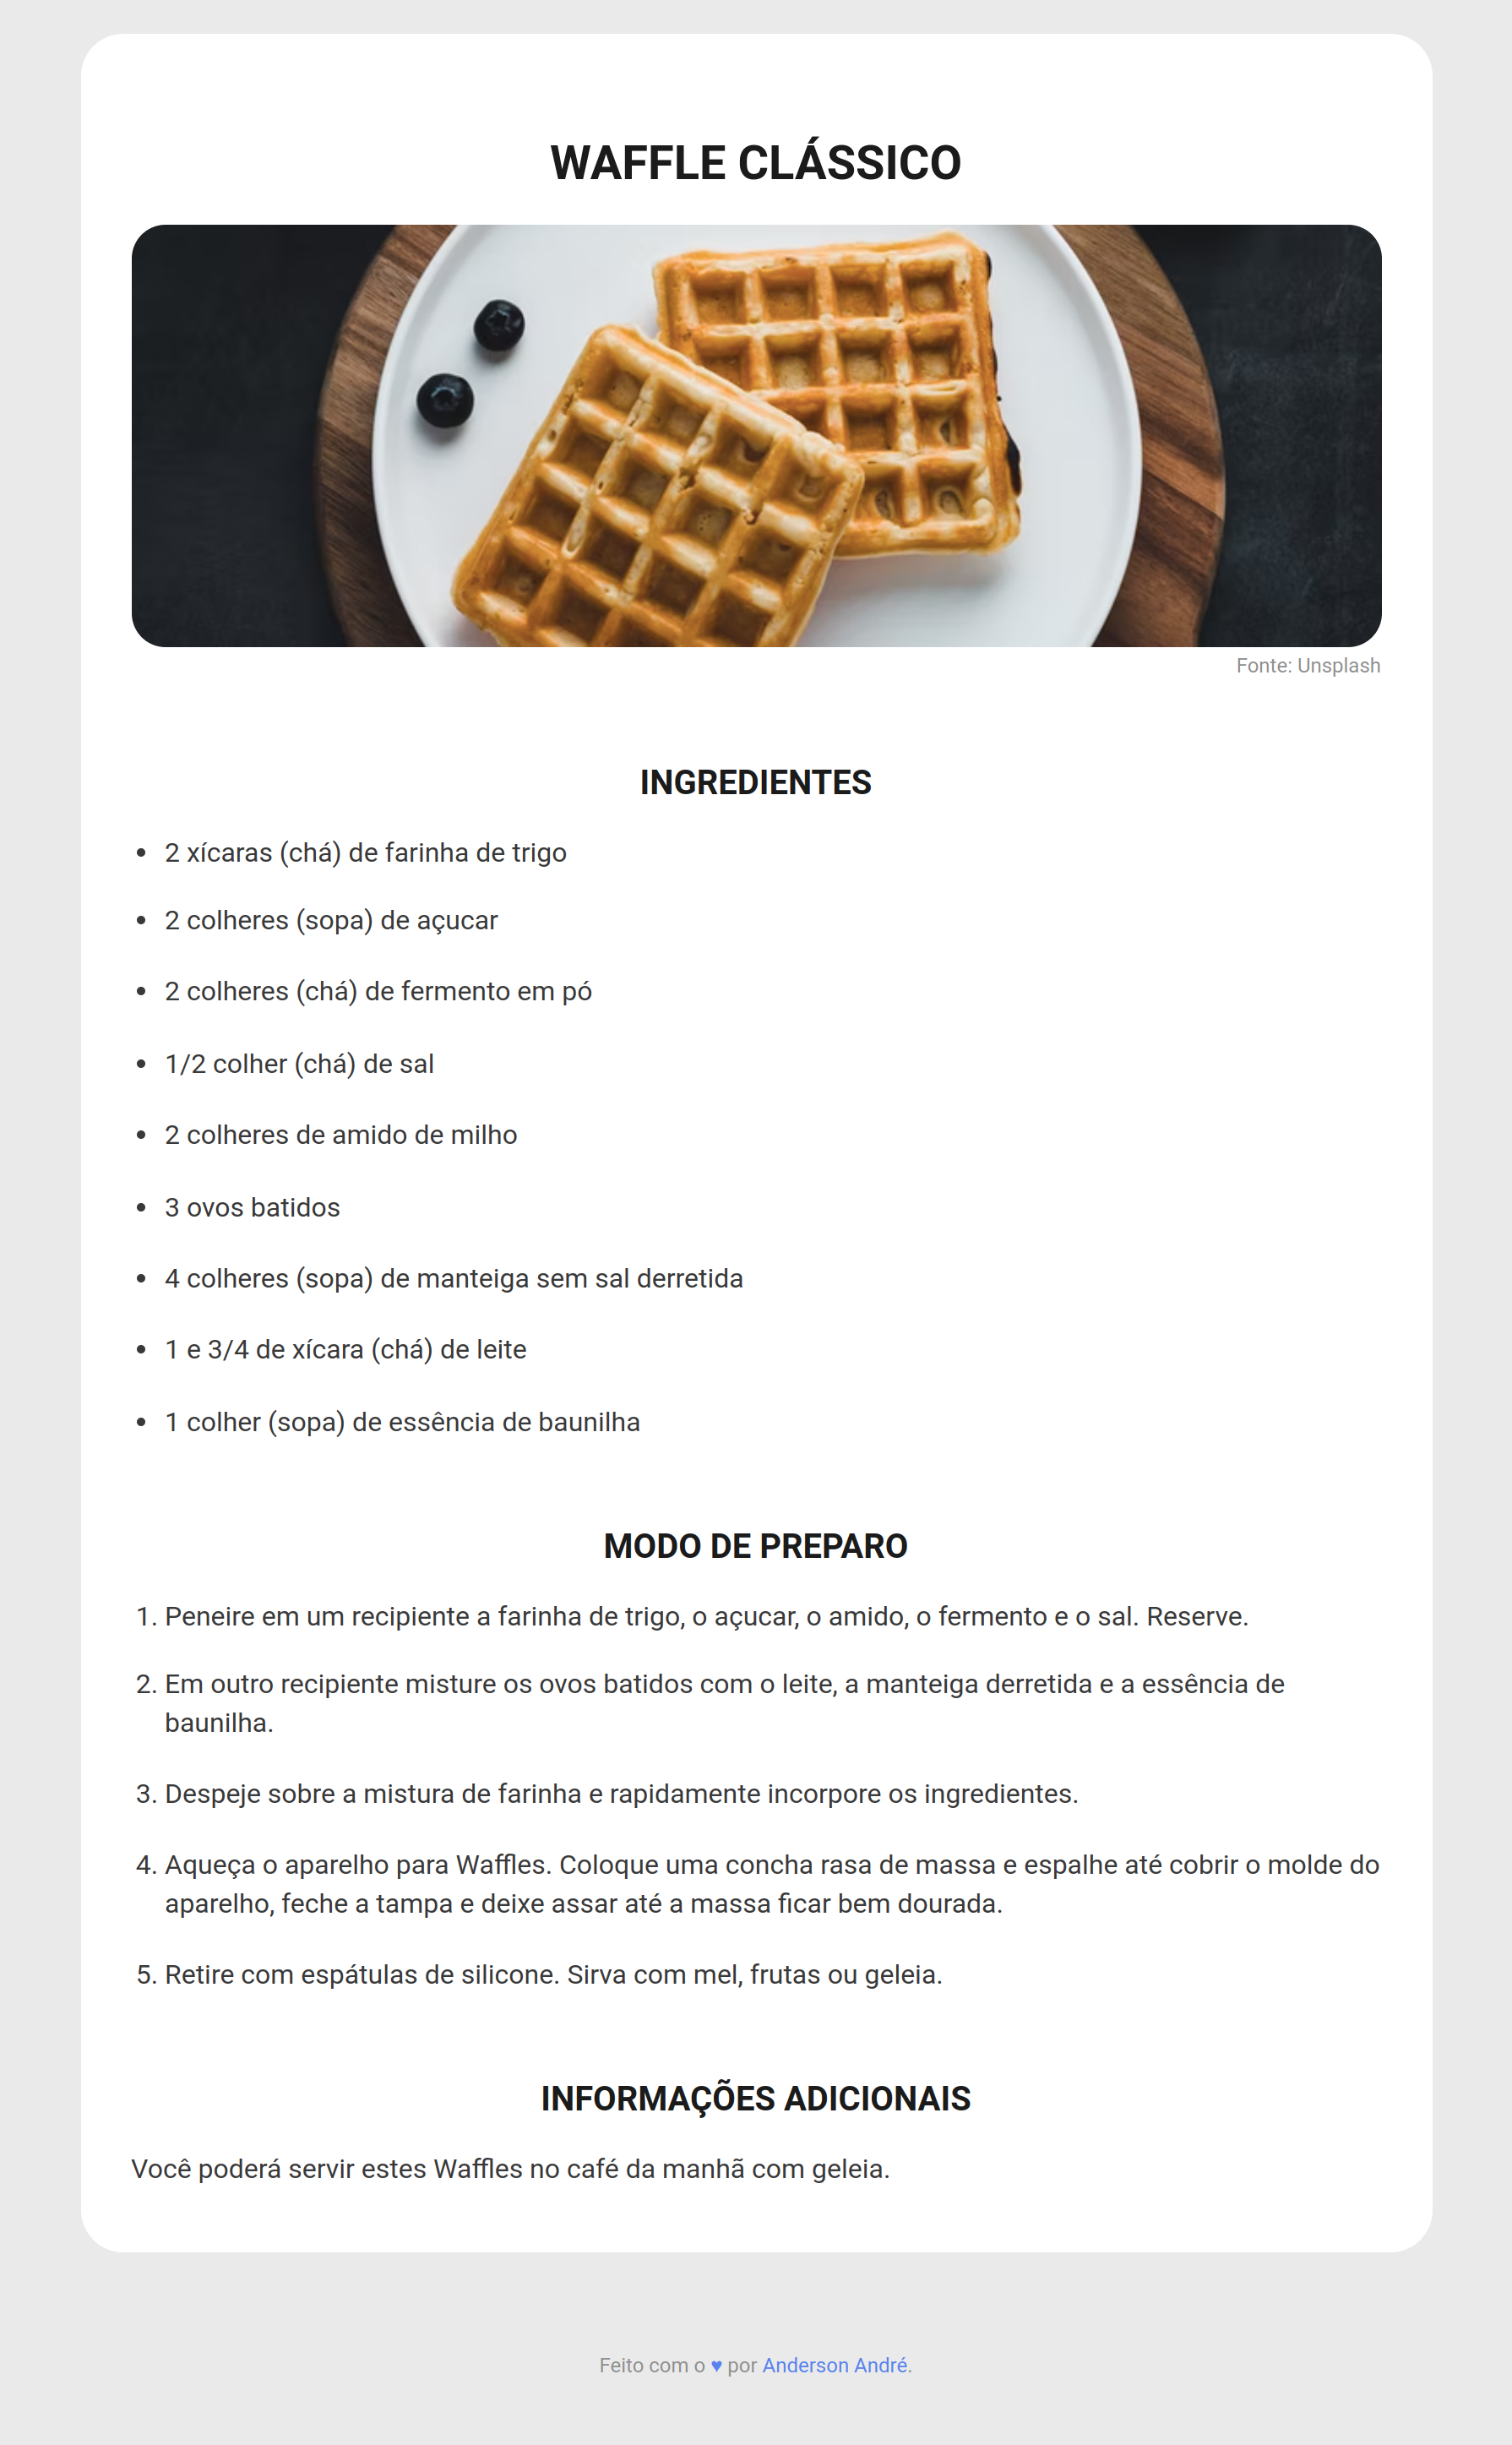 WAFFLE CLÁSSICO
Fonte: Unsplash
INGREDIENTES
• 2 xícaras (chá) de farinha de trigo
• 2 colheres (sopa) de açucar
• 2 colheres (chá) de fermento em pó
• 1/2 colher (chá) de sal
• 2 colheres de amido de milho
• 3 ovos batidos
• 4 colheres (sopa) de manteiga sem sal derretida
• 1 e 3/4 de xícara (chá) de leite
• 1 colher (sopa) de essência de baunilha
MODO DE PREPARO
1. Peneire em um recipiente a farinha de trigo, o açucar, o amido, o fermento e o sal. Reserve.
2. Em outro recipiente misture os ovos batidos com o leite, a manteiga derretida e a essência de
baunilha.
3. Despeje sobre a mistura de farinha e rapidamente incorpore os ingredientes.
4. Aqueça o aparelho para Waffles. Coloque uma concha rasa de massa e espalhe até cobrir o molde do
aparelho, feche a tampa e deixe assar até a massa ficar bem dourada.
5. Retire com espátulas de silicone. Sirva com mel, frutas ou geleia.
INFORMAÇÕES ADICIONAIS
Você poderá servir estes Waffles no café da manhã com geleia.
Feito com o ♥ por Anderson André.